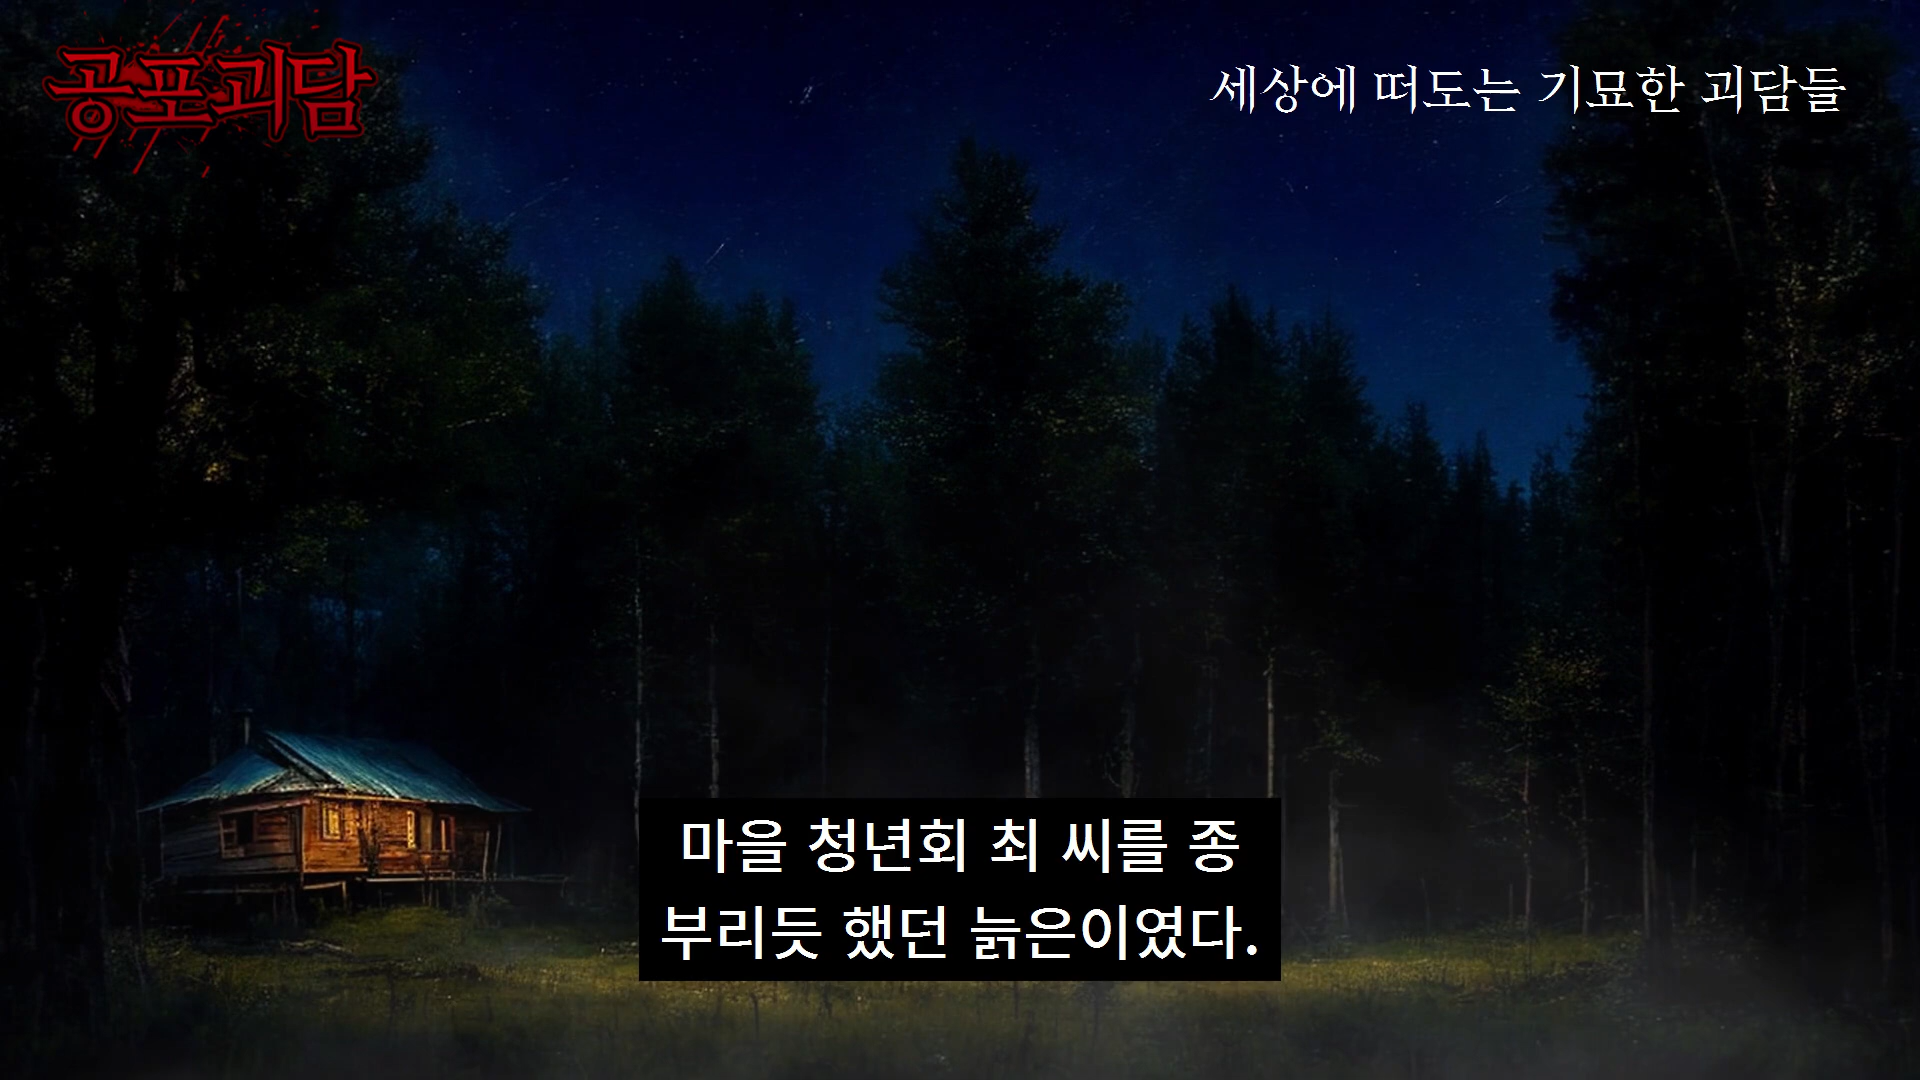 공포괴담
세상에 떠도는 기묘한 괴담들
마을 청년회 최 씨를 종
부리듯 했던 늙은이였다.